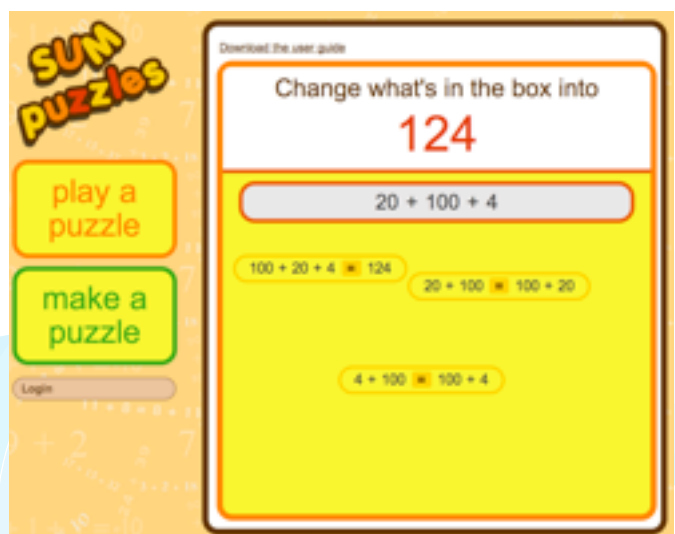 SUM
puzzles
play a
puzzle
make a
puzzle
Login
Download the user guide
Change what's in the box into
124
20 + 100 + 4
100 + 20 + 4 = 124
20 + 100 = 100 + 20
4 + 100 = 100 + 4